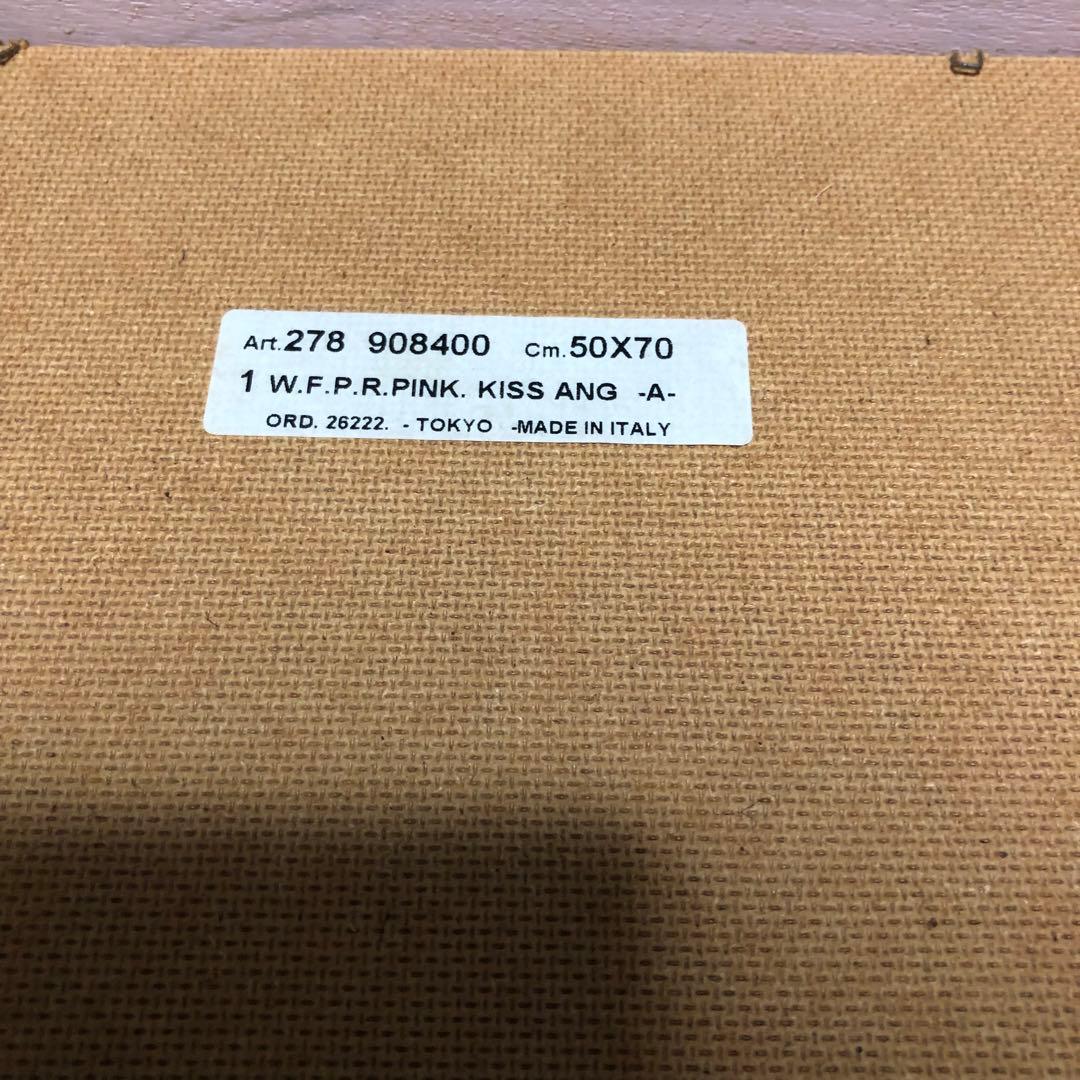 Art.278 908400 Cm.50X70
1 W.F.P.R.PINK. KISS ANG -A-
ORD. 26222. - TOKYO -MADE IN ITALY